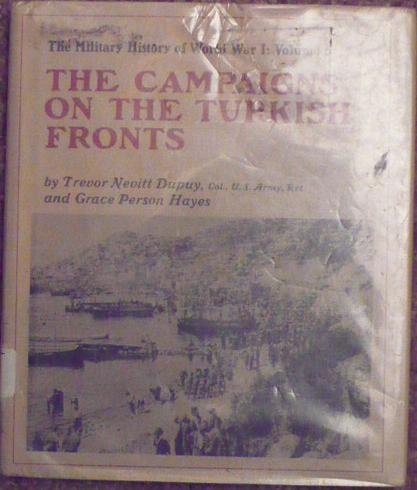 The Military History of World War I: Volume
THE CAMPAIGNS
ON THE TURKISH
FRONTS
by Trevor Nevitt Dupuy, Col., U.S. Army, Ret.
and Grace Person Hayes